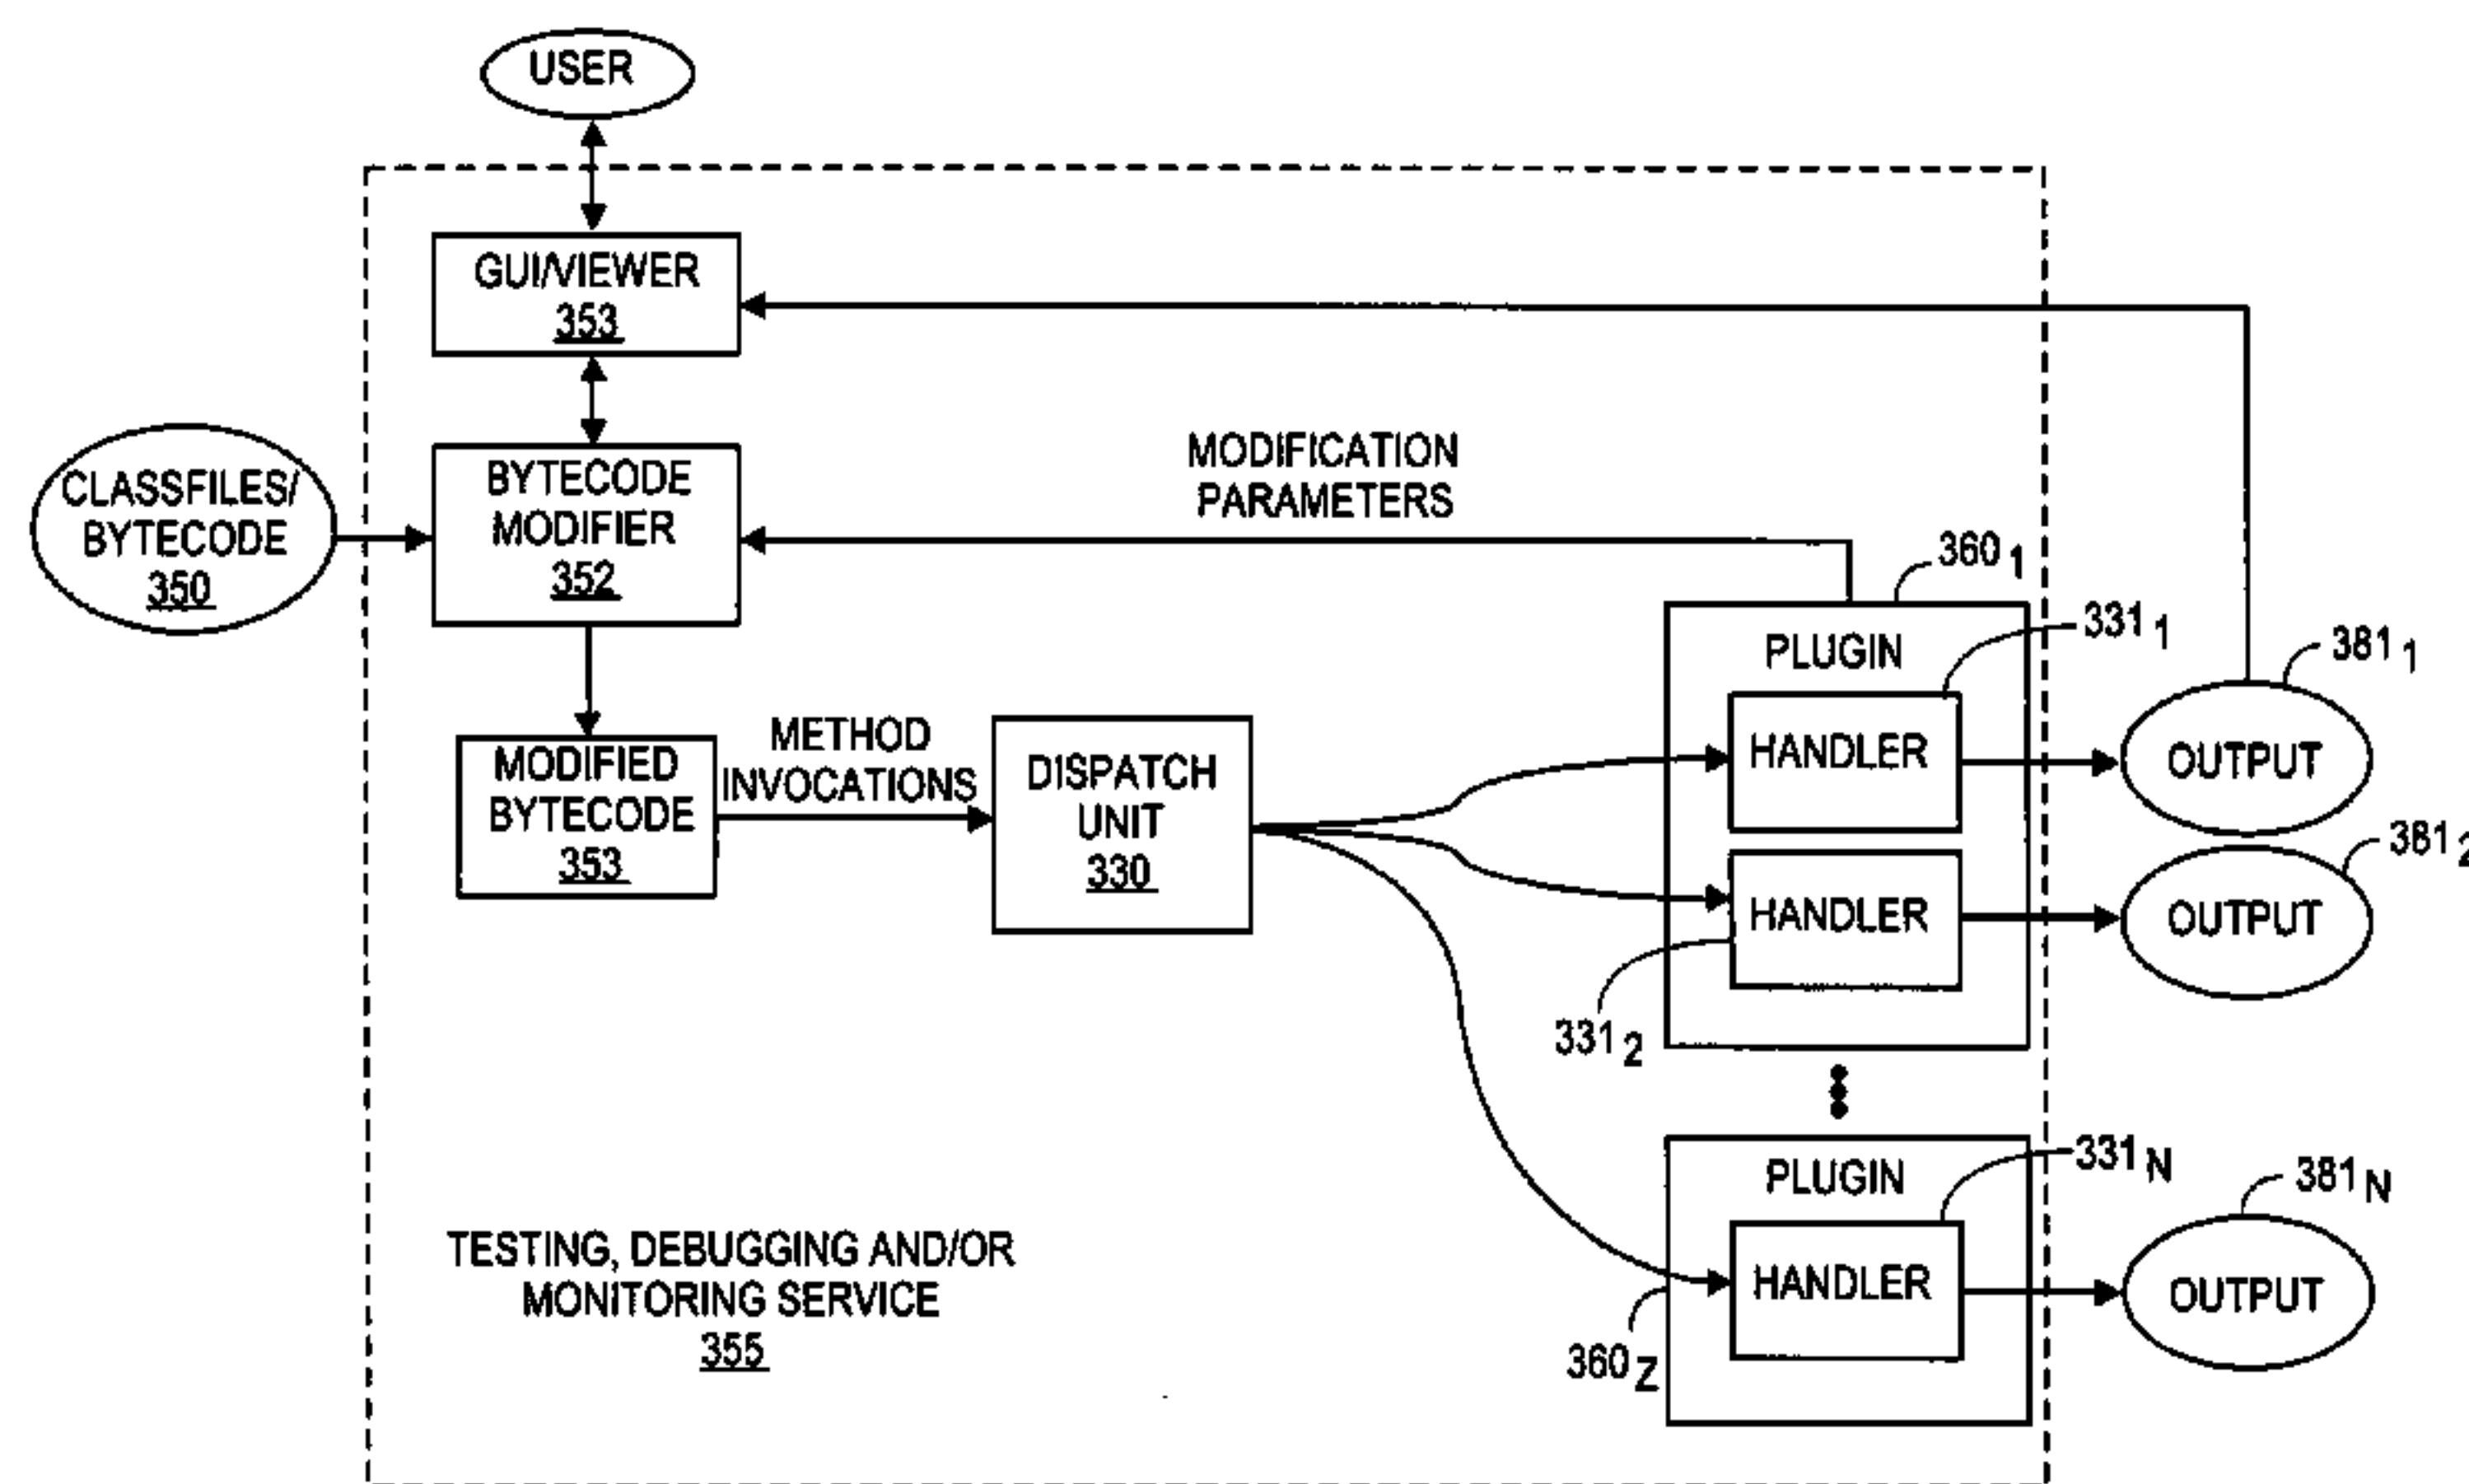 USER
GUI/VIEWER
353
CLASSFILES/
BYTECODE
350
BYTECODE
MODIFIER
352
MODIFICATION
PARAMETERS
MODIFIED
BYTECODE
353
METHOD
INVOCATIONS
DISPATCH
UNIT
330
360 1
PLUGIN
331 1
HANDLER
381 1
OUTPUT
HANDLER
331 2
381 2
OUTPUT
PLUGIN
331 N
HANDLER
360 Z
381 N
OUTPUT
TESTING, DEBUGGING AND/OR
MONITORING SERVICE
355